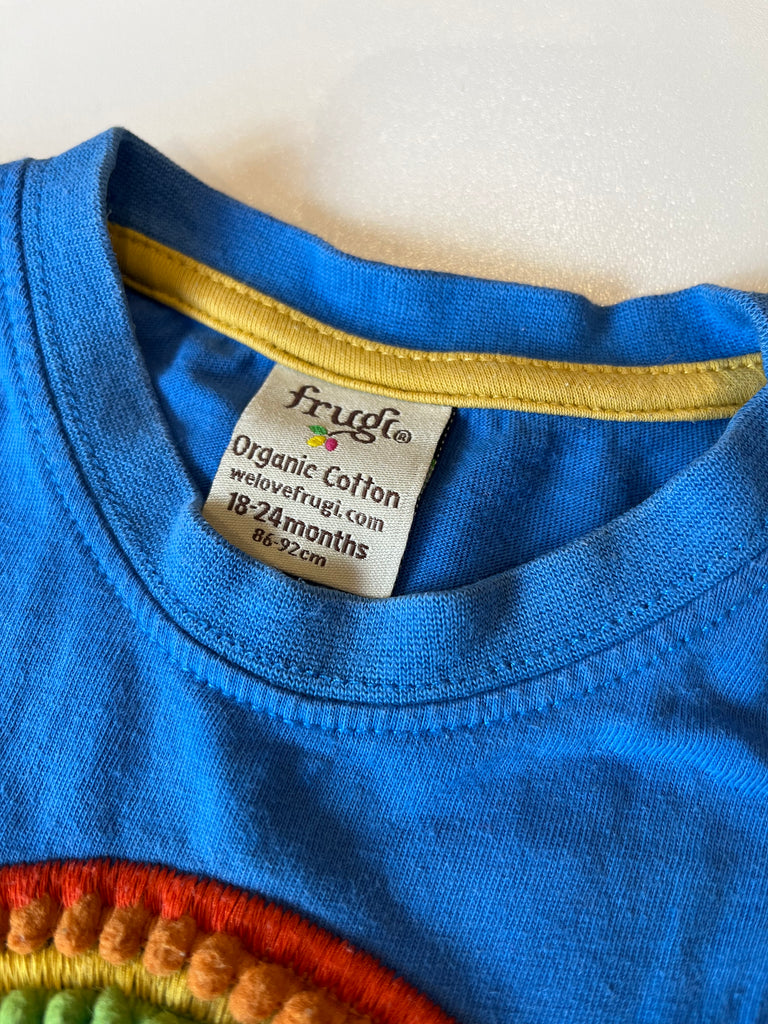 frugi®
Organic Cotton
welovefrugi.com
18-24months
86-92cm